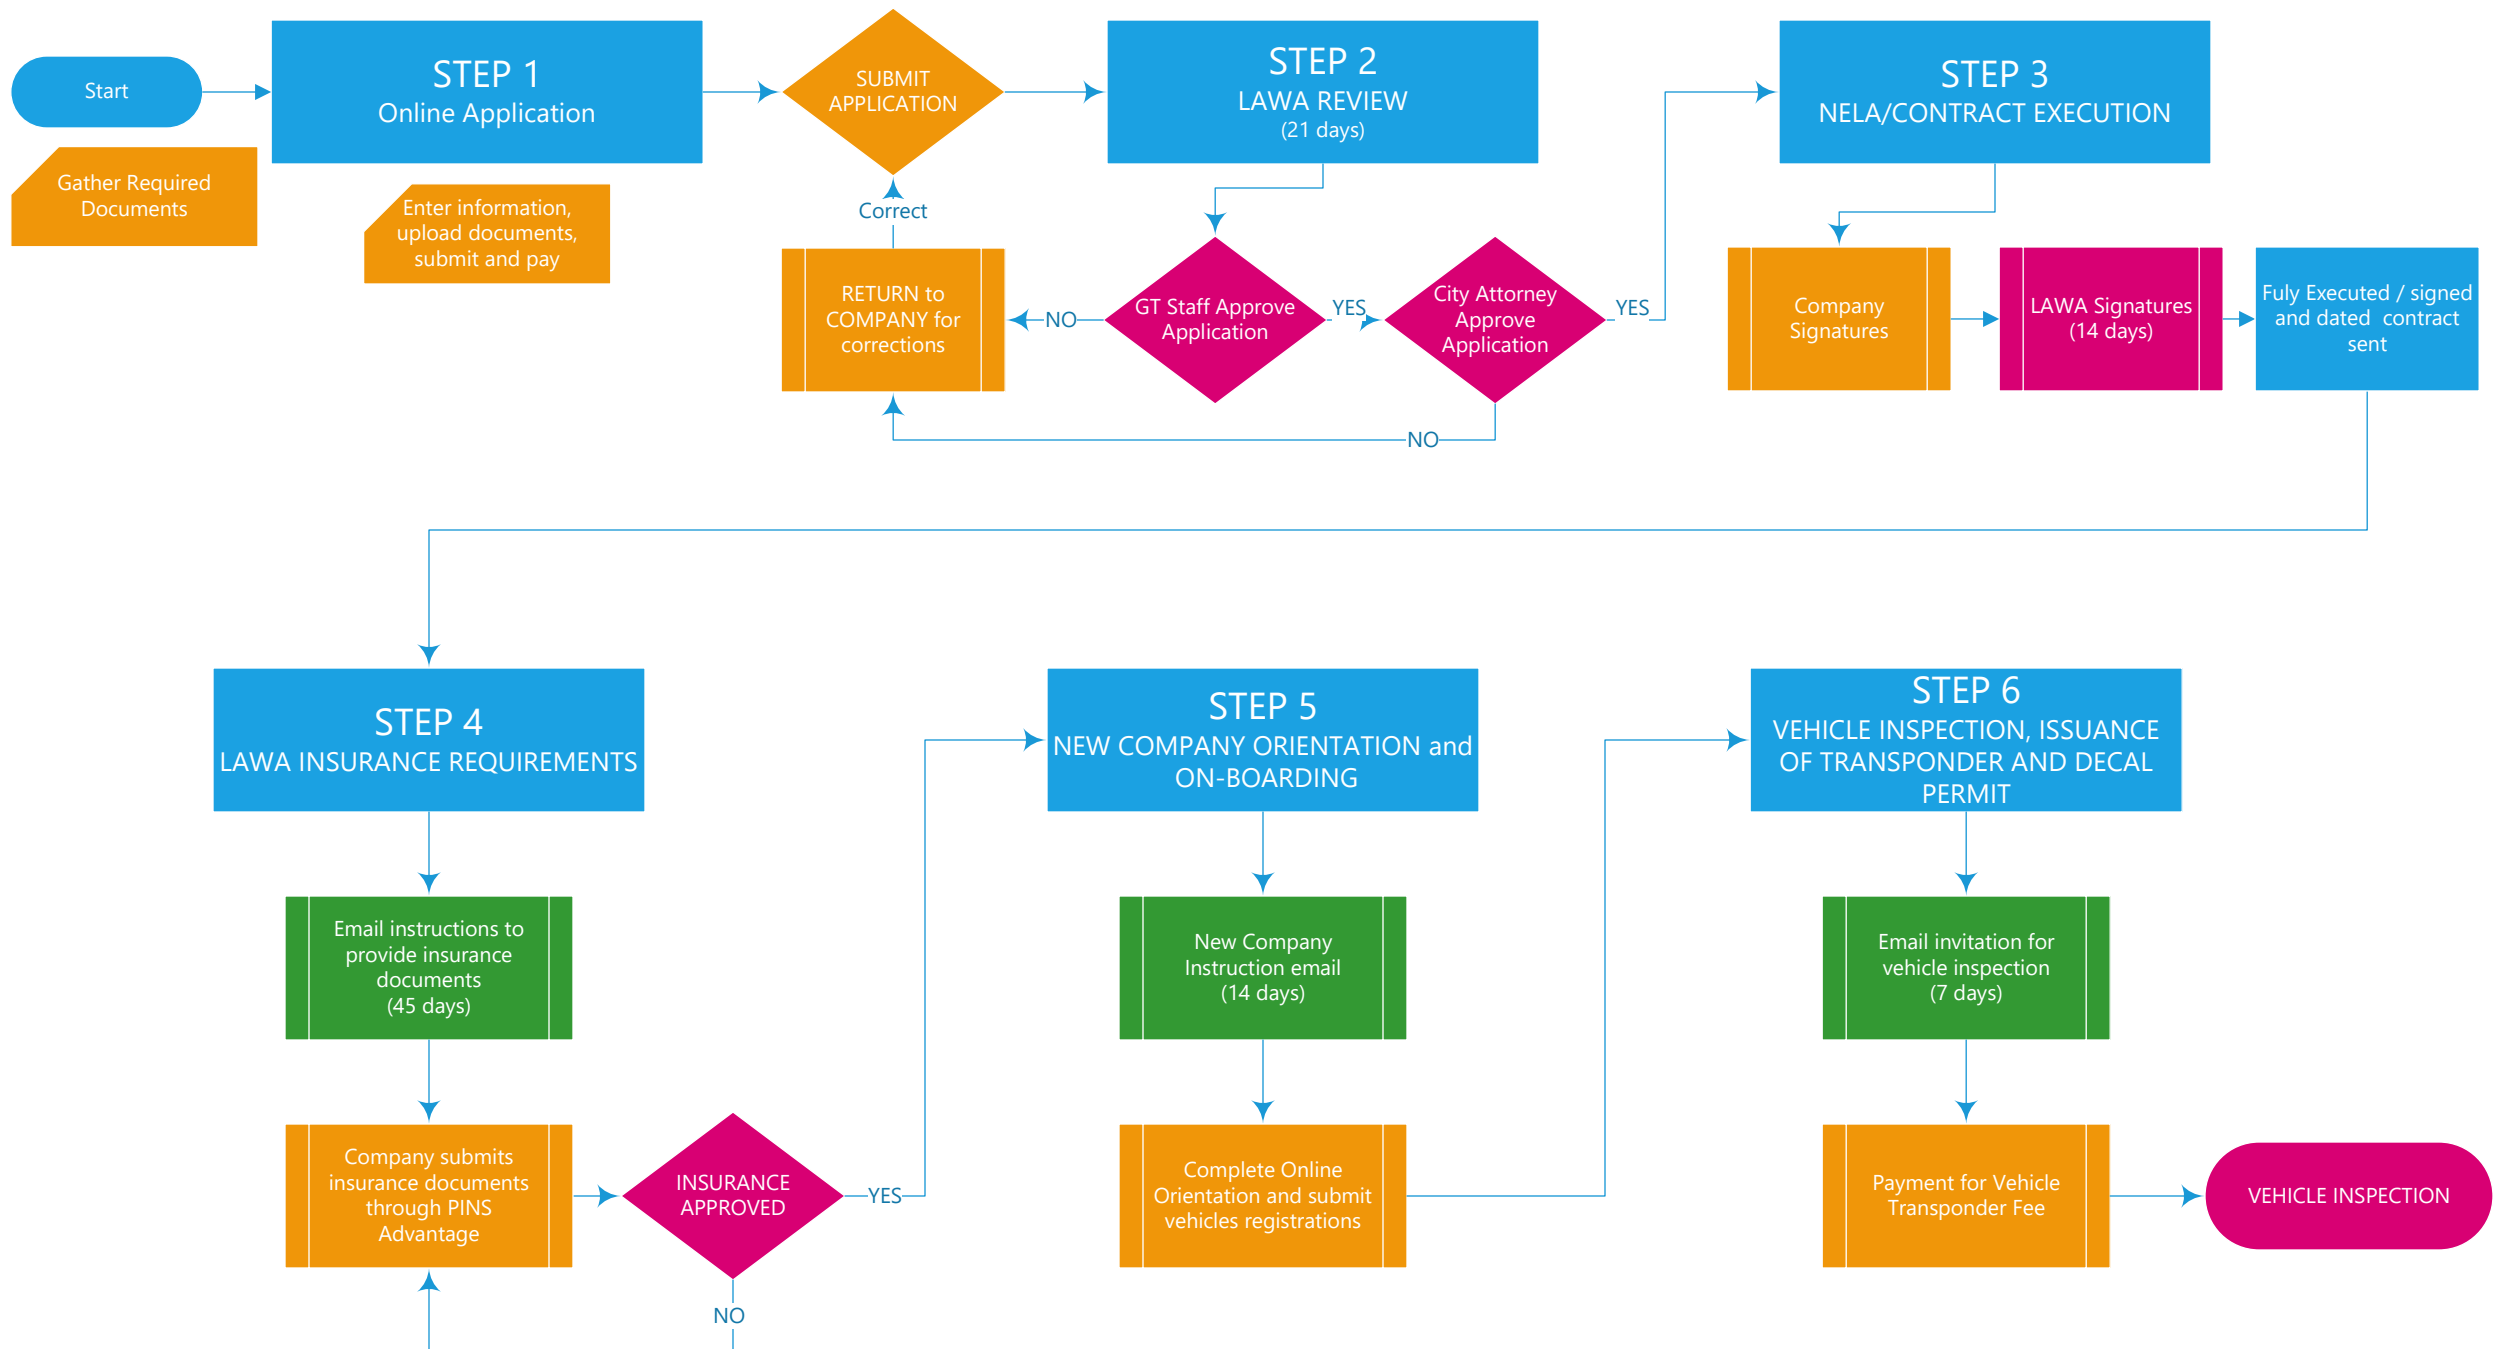 Start
Gather Required
Documents
STEP 1
Online Application
Enter information,
upload documents,
submit and pay
SUBMIT
APPLICATION
Correct
RETURN to
COMPANY for
corrections
STEP 2
LAWA REVIEW
(21 days)
NO
GT Staff Approve
Application
YES
City Attorney
Approve
Application
YES
NO
STEP 3
NELA/CONTRACT EXECUTION
Company
Signatures
LAWA Signatures
(14 days)
Fuly Executed / signed
and dated contract
sent
STEP 4
LAWA INSURANCE REQUIREMENTS
Email instructions to
provide insurance
documents
(45 days)
Company submits
insurance documents
through PINS
Advantage
INSURANCE
APPROVED
YES
NO
STEP 5
NEW COMPANY ORIENTATION and
ON-BOARDING
New Company
Instruction email
(14 days)
Complete Online
Orientation and submit
vehicles registrations
STEP 6
VEHICLE INSPECTION, ISSUANCE
OF TRANSPONDER AND DECAL
PERMIT
Email invitation for
vehicle inspection
(7 days)
Payment for Vehicle
Transponder Fee
VEHICLE INSPECTION